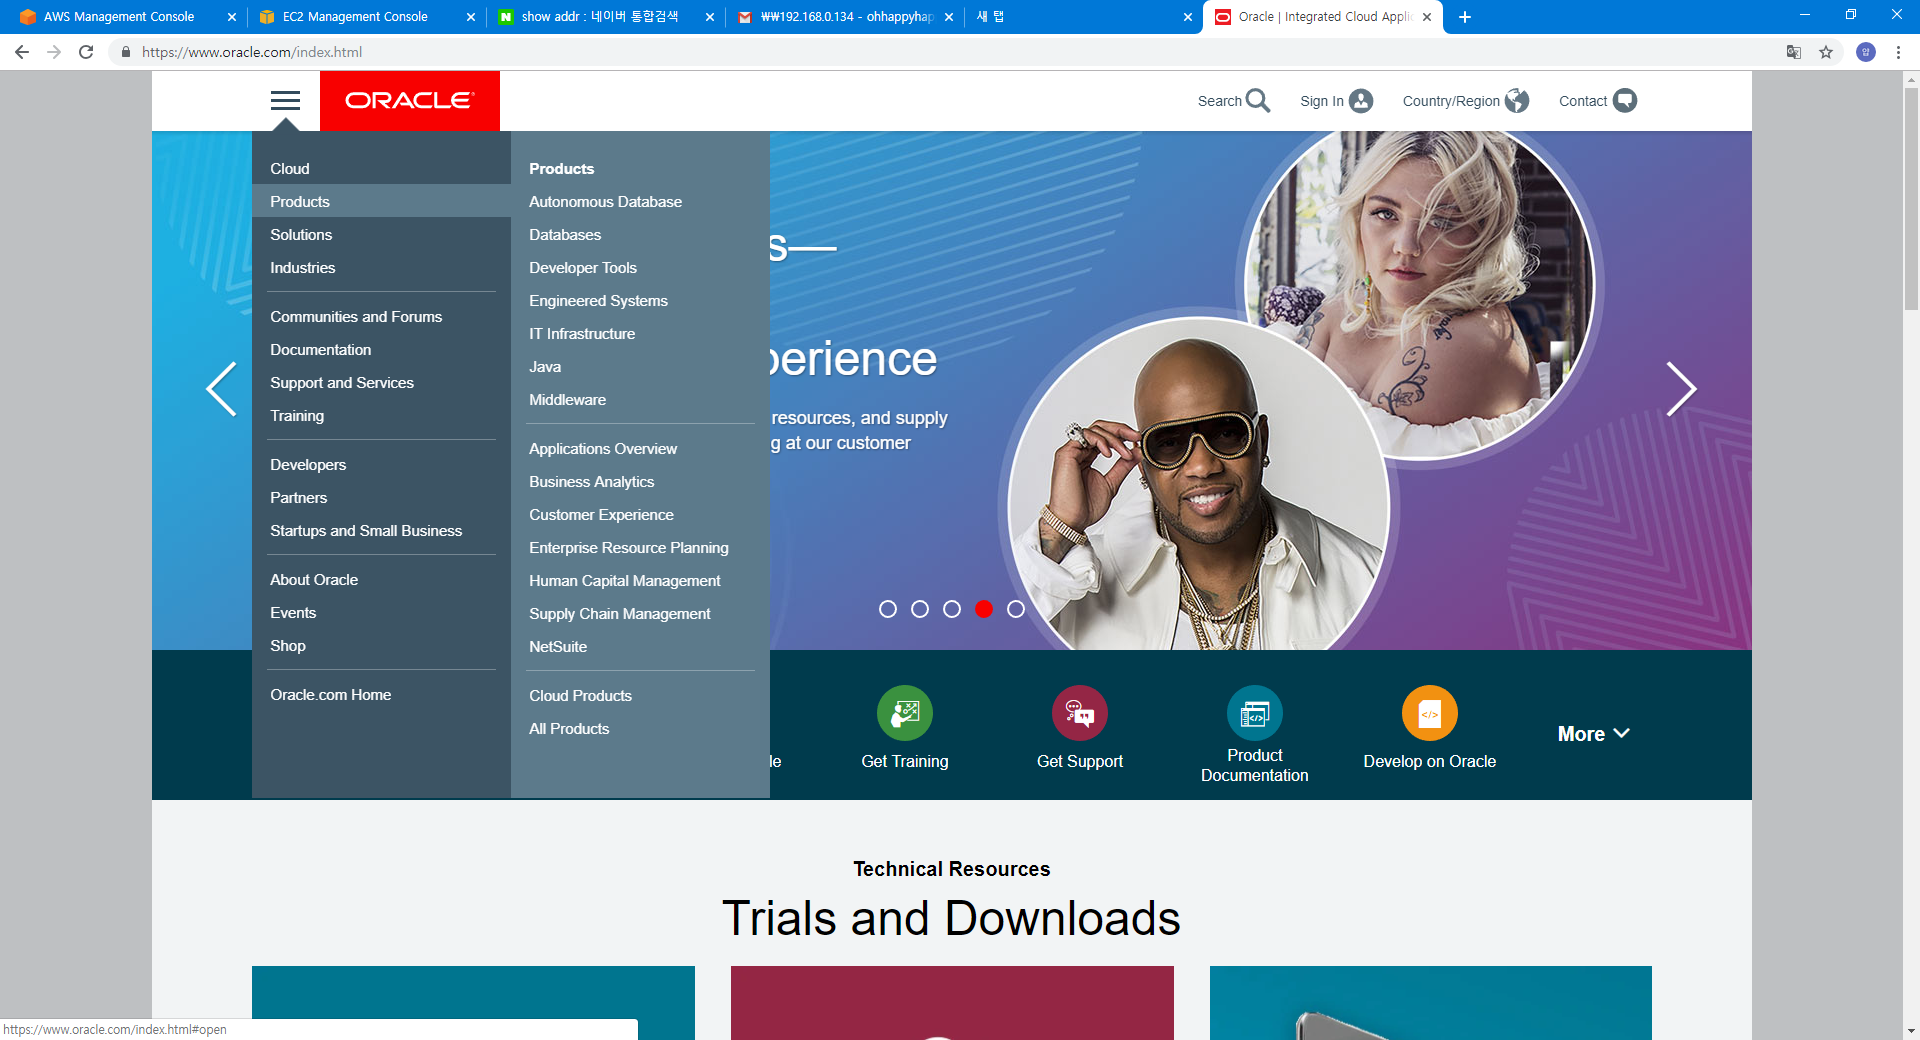 AWS Management Console
EC2 Management Console
show addr : 네이버 통합검색
₩₩192.168.0.134 - ohhappyhap
새 탭
Oracle | Integrated Cloud Applic
https://www.oracle.com/index.html
ORACLE
Search
Sign In
Country/Region
Contact
Cloud
Products
Solutions
Industries
Communities and Forums
Documentation
Support and Services
Training
Developers
Partners
Startups and Small Business
About Oracle
Events
Shop
Oracle.com Home
Products
Autonomous Database
Databases
Developer Tools
Engineered Systems
IT Infrastructure
Java
Middleware
Applications Overview
Business Analytics
Customer Experience
Enterprise Resource Planning
Human Capital Management
Supply Chain Management
NetSuite
Cloud Products
All Products
s—
perience
resources, and supply
g at our customer
le
Get Training
Get Support
Product
Documentation
Develop on Oracle
More
Technical Resources
Trials and Downloads
https://www.oracle.com/index.html#open